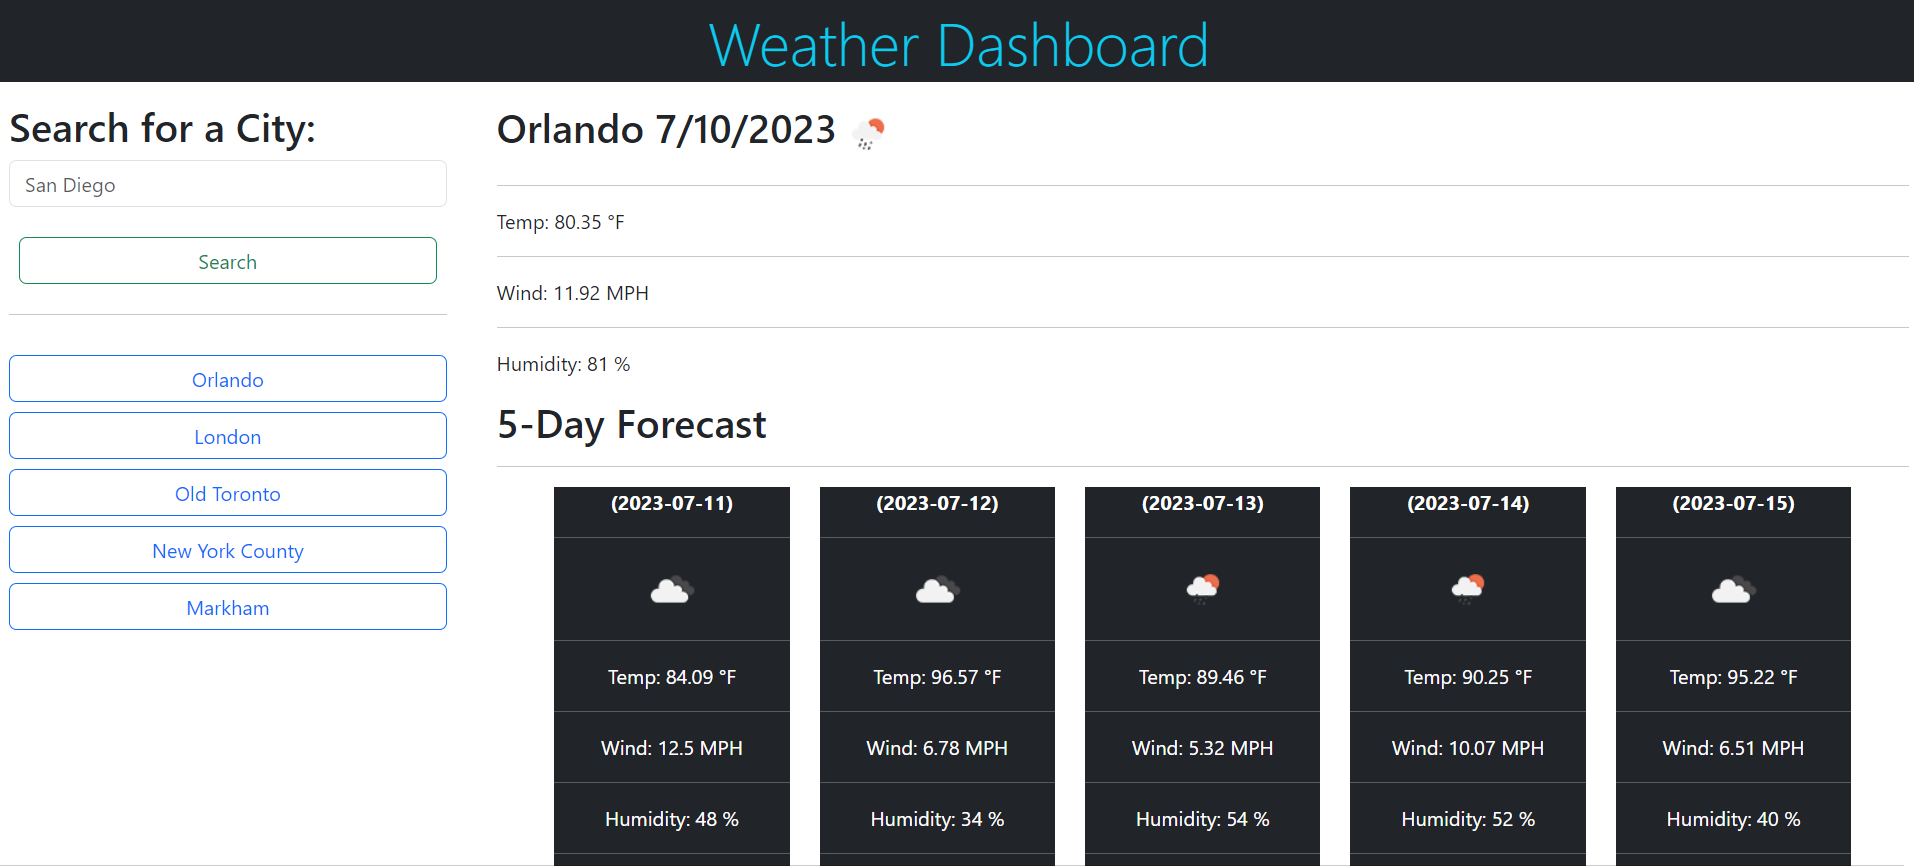 Weather Dashboard
Search for a City:
San Diego
Search
Orlando
London
Old Toronto
New York County
Markham
Orlando 7/10/2023
Temp: 80.35 °F
Wind: 11.92 MPH
Humidity: 81 %
5-Day Forecast
(2023-07-11)
Temp: 84.09 °F
Wind: 12.5 MPH
Humidity: 48 %
(2023-07-12)
Temp: 96.57 °F
Wind: 6.78 MPH
Humidity: 34 %
(2023-07-13)
Temp: 89.46 °F
Wind: 5.32 MPH
Humidity: 54 %
(2023-07-14)
Temp: 90.25 °F
Wind: 10.07 MPH
Humidity: 52 %
(2023-07-15)
Temp: 95.22 °F
Wind: 6.51 MPH
Humidity: 40 %